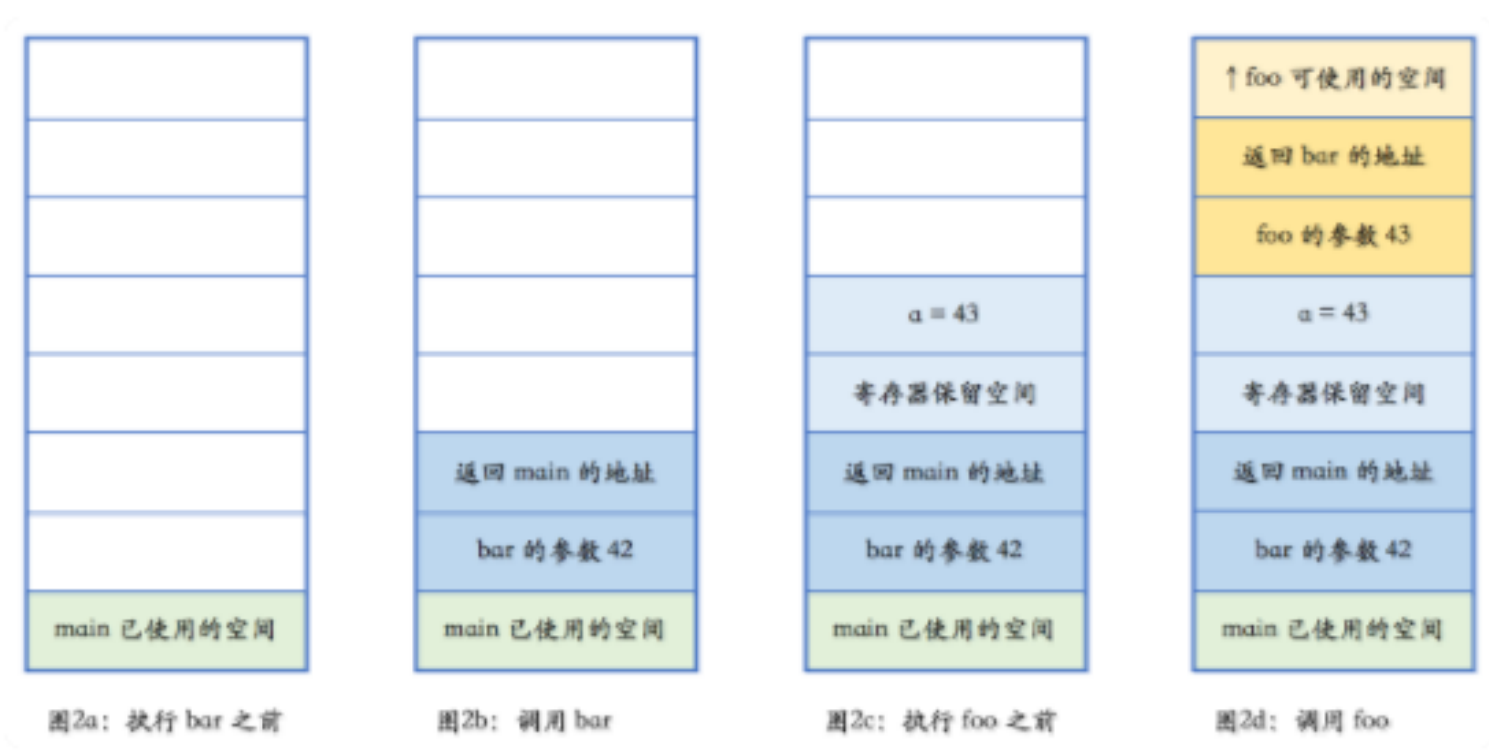 main 已使用的空间
图2a：执行 bar 之前
返回 main 的地址
bar 的参数 42
main 已使用的空间
图2b：调用 bar
a = 43
寄存器保留空间
返回 main 的地址
bar 的参数 42
main 已使用的空间
图2c：执行 foo 之前
↑ foo 可使用的空间
返回 bar 的地址
foo 的参数 43
a = 43
寄存器保留空间
返回 main 的地址
bar 的参数 42
main 已使用的空间
图2d：调用 foo